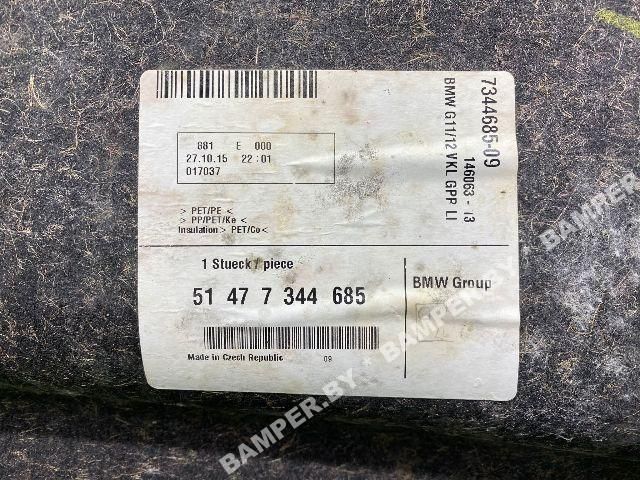 881 E 000
27.10.15 22:01
017037
> PET/PE <
> PP/PET/Ke <
Insulation > PET/Co <
7344685-09
146063 - 13
BMW G11/12 VKL GPP LI
1 Stueck / piece
51 47 7 344 685
BMW Group
Made in Czech Republic 09
BAMPER.BY BAMPER.BY BAMPER.BY